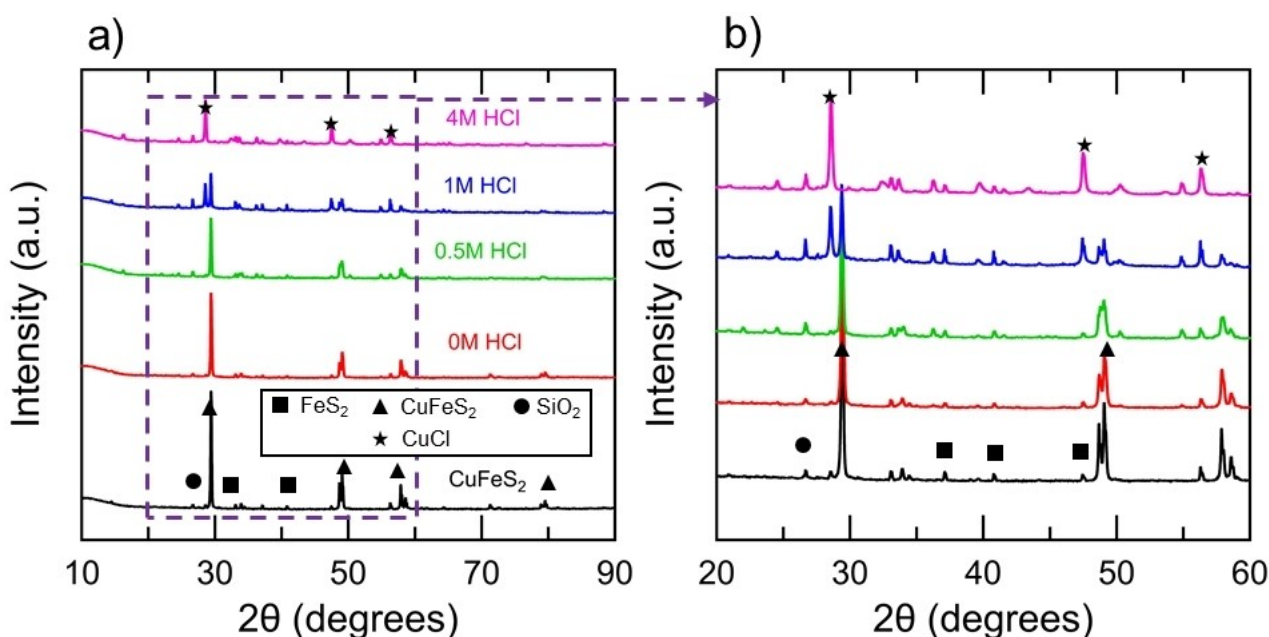 a)
4M HCl
1M HCl
0.5M HCl
0M HCl
■ FeS₂ ▲ CuFeS₂ ● SiO₂
★ CuCl
CuFeS₂
Intensity (a.u.)
10 30 50 70 90
2θ (degrees)
b)
Intensity (a.u.)
20 30 40 50 60
2θ (degrees)